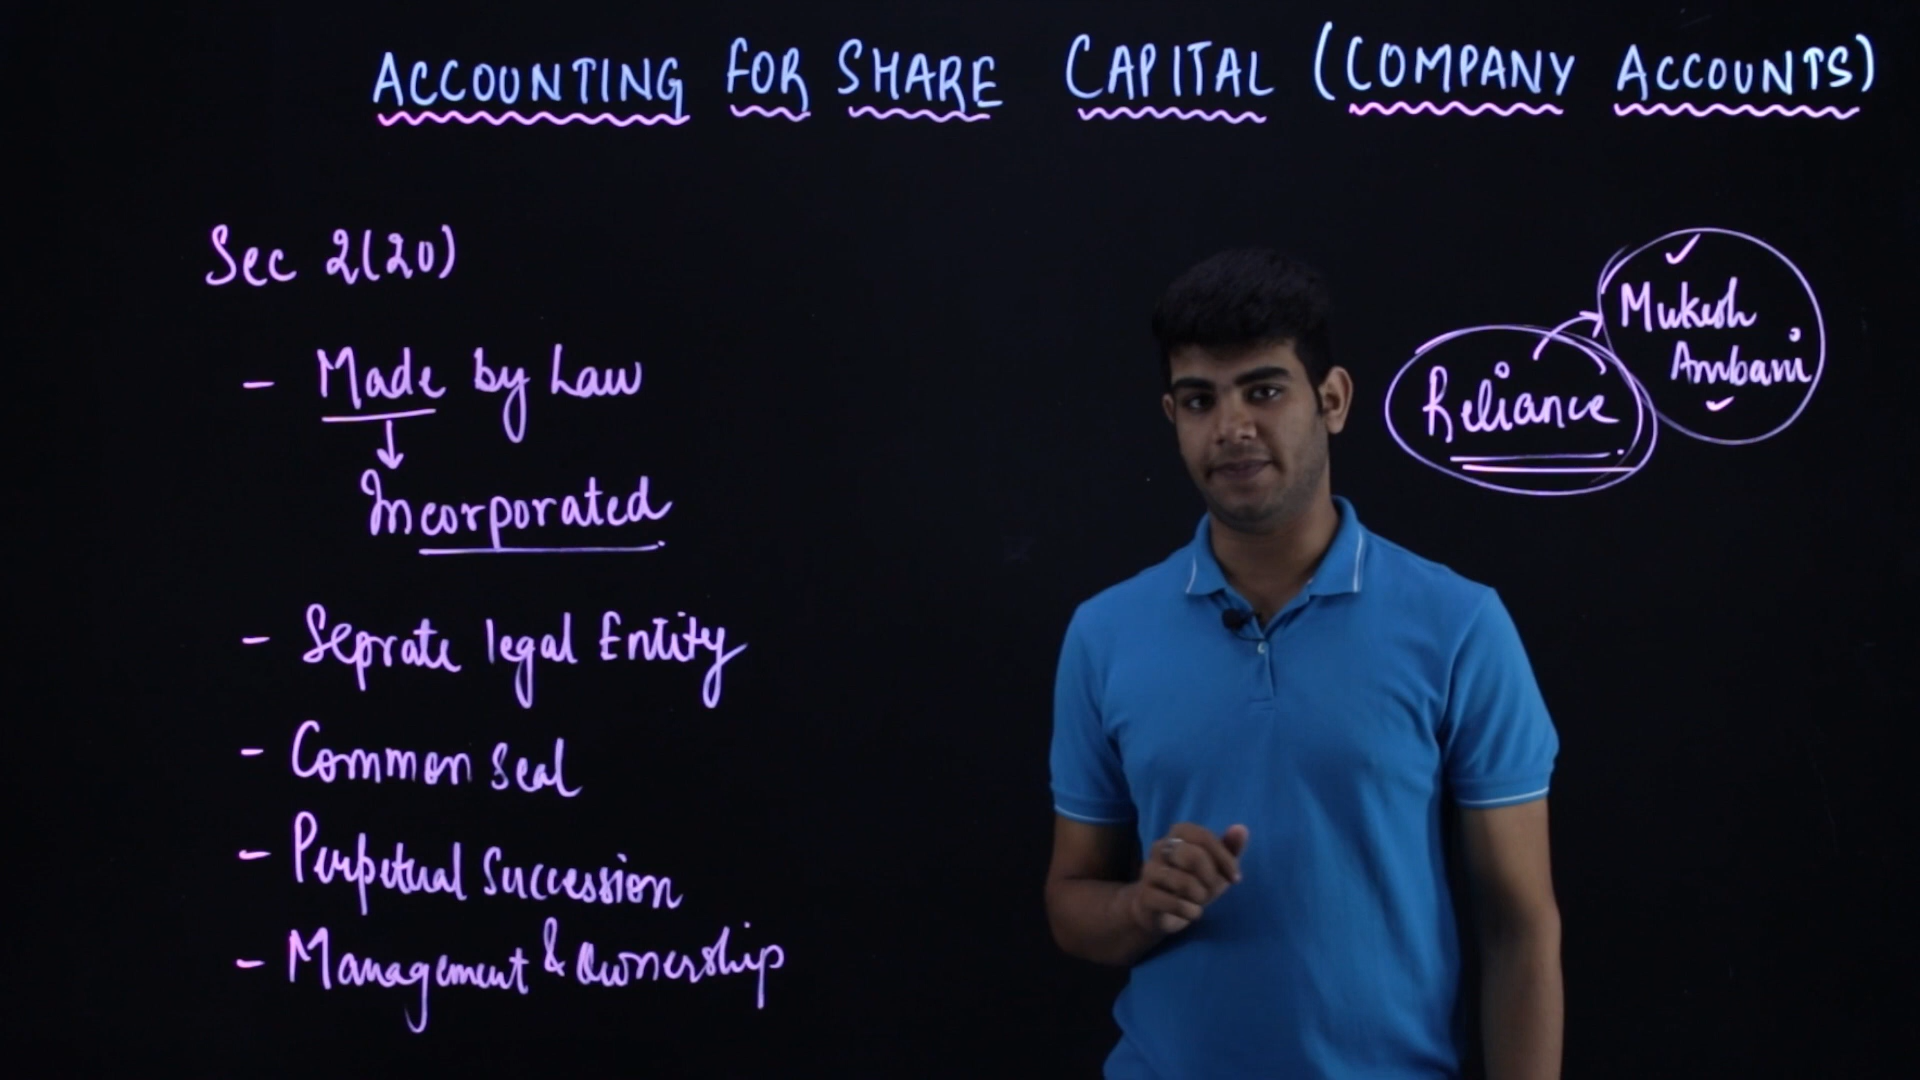 ACCOUNTING FOR SHARE CAPITAL (COMPANY ACCOUNTS)
Sec 2(20)
- Made by Law
Incorporated
- Seprate legal Entity
- Common Seal
- Perpetual Succession
- Management & Ownership
Mukesh
Ambani
Reliance